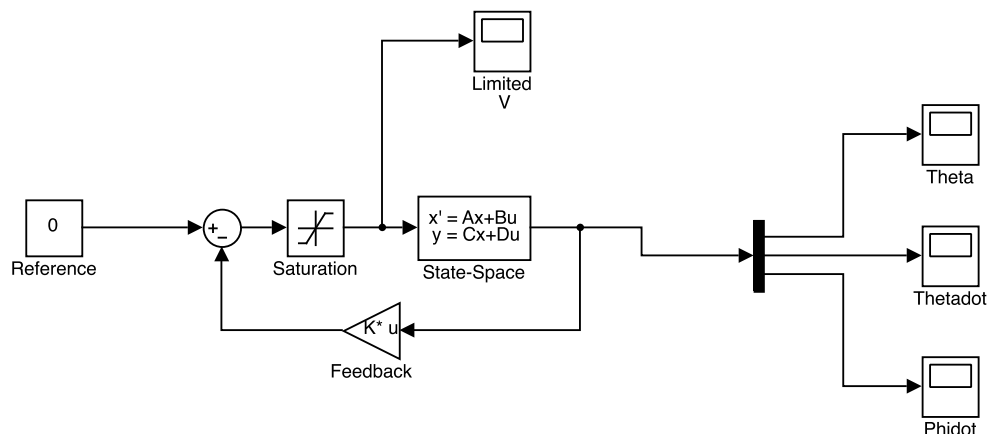 Limited
V
Theta
0
Reference
+
−
Saturation
x' = Ax+Bu
y = Cx+Du
State-Space
Thetadot
K* u
Feedback
Phidot